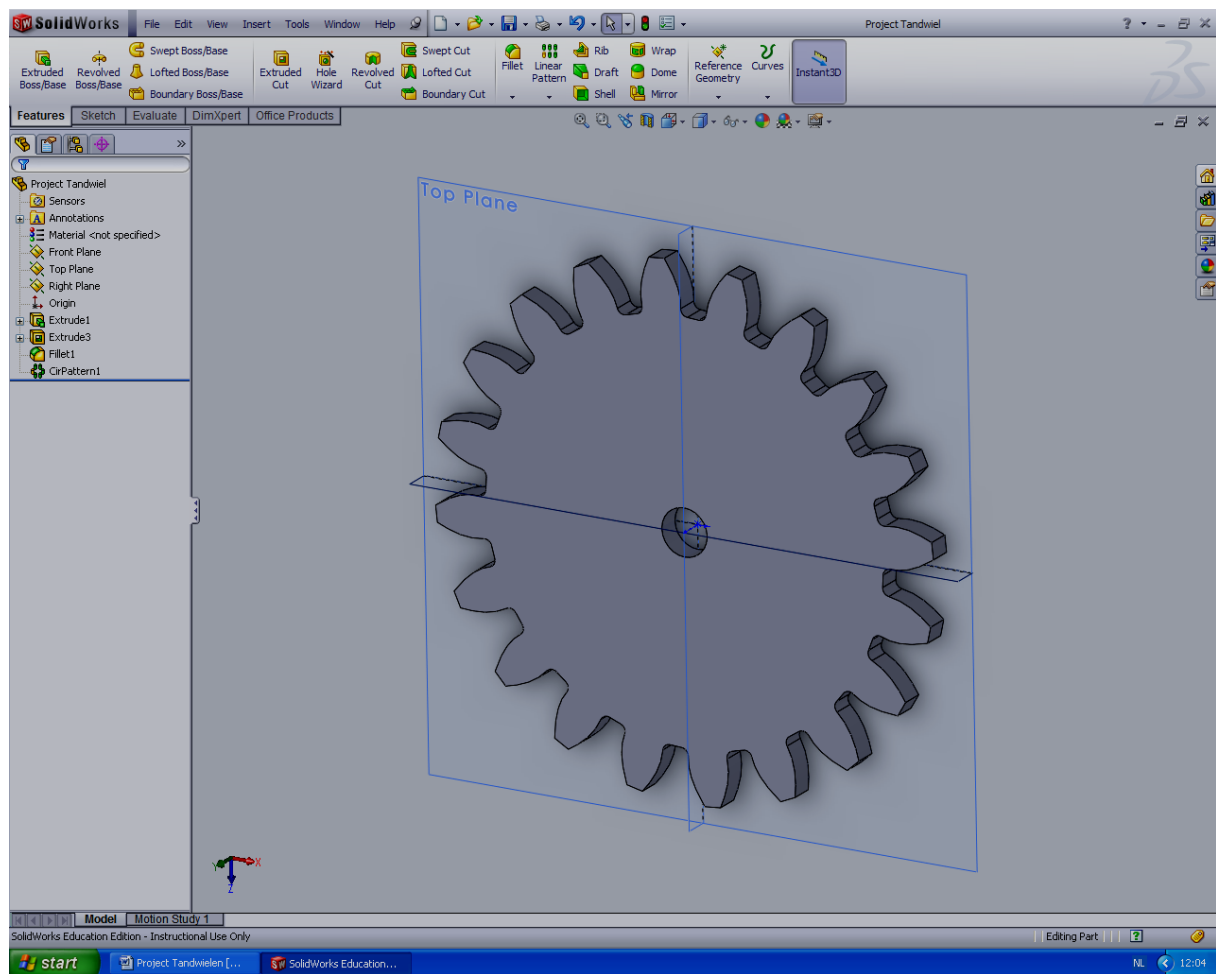 SolidWorks File Edit View Insert Tools Window Help Project Tandwiel ?
Extruded Boss/Base
Revolved Boss/Base
Swept Boss/Base
Lofted Boss/Base
Boundary Boss/Base
Extruded Cut
Hole Wizard
Revolved Cut
Swept Cut
Lofted Cut
Boundary Cut
Fillet
Linear Pattern
Rib
Draft
Shell
Wrap
Dome
Mirror
Reference Geometry
Curves
Instant3D
Features Sketch Evaluate DimXpert Office Products
Project Tandwiel
Sensors
Annotations
Material <not specified>
Front Plane
Top Plane
Right Plane
Origin
Extrude1
Extrude3
Fillet1
CirPattern1
Top Plane
Y X
Z
Model Motion Study 1
SolidWorks Education Edition - Instructional Use Only Editing Part ?
start Project Tandwielen [... SolidWorks Education... NL 12:04